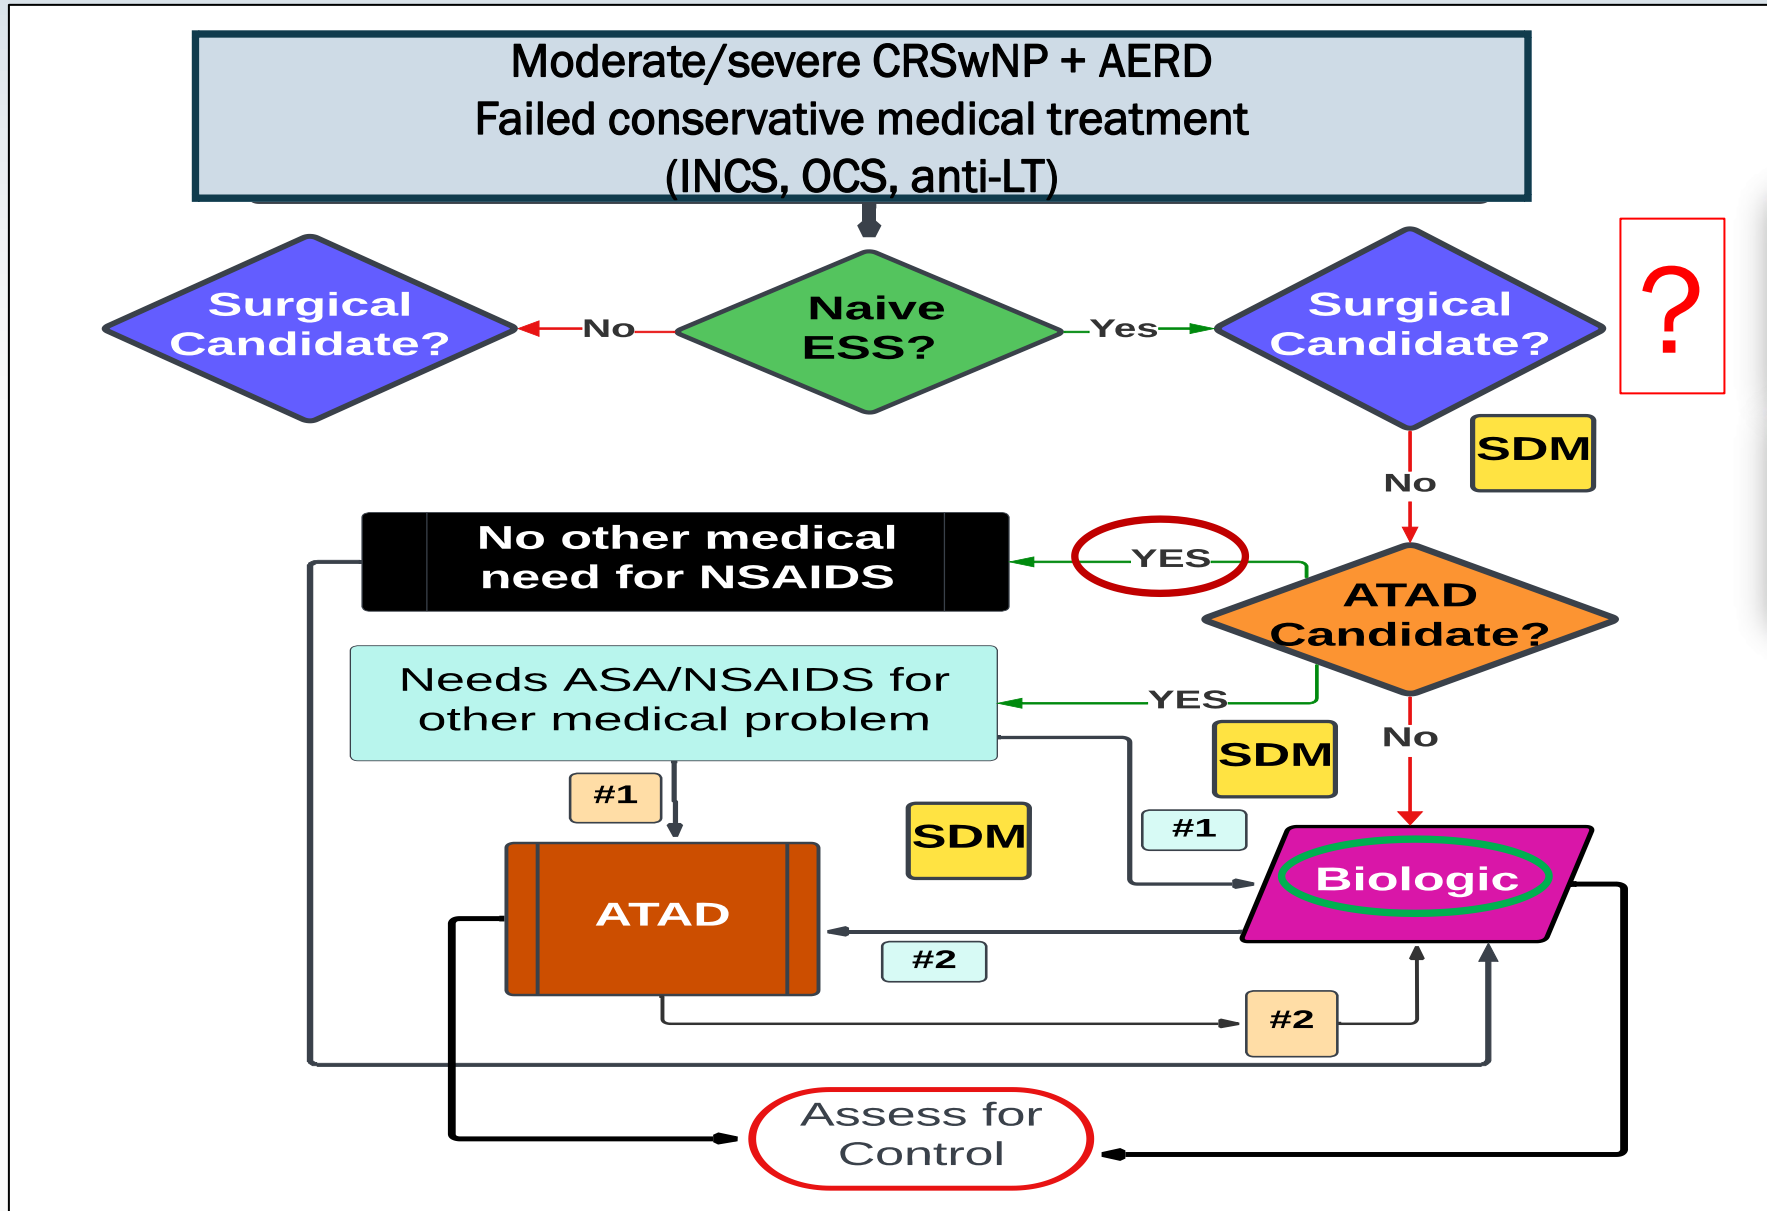 Moderate/severe CRSwNP + AERD
Failed conservative medical treatment
(INCS, OCS, anti-LT)
Surgical
Candidate?
No
Naive
ESS?
Yes
Surgical
Candidate?
?
SDM
No
No other medical
need for NSAIDS
YES
ATAD
Candidate?
Needs ASA/NSAIDS for
other medical problem
YES
SDM
No
#1
SDM
#1
ATAD
Biologic
#2
#2
Assess for
Control